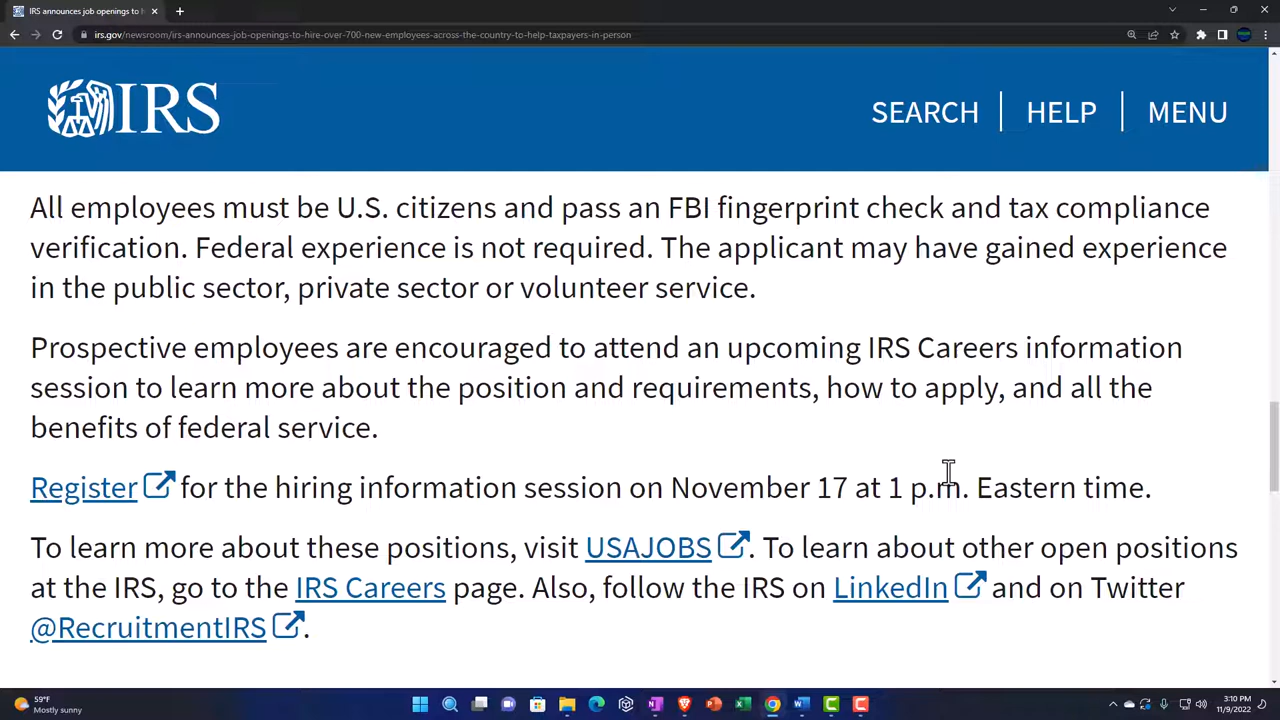 IRS announces job openings to h
irs.gov/newsroom/irs-announces-job-openings-to-hire-over-700-new-employees-across-the-country-to-help-taxpayers-in-person
IRS
SEARCH HELP MENU
All employees must be U.S. citizens and pass an FBI fingerprint check and tax compliance
verification. Federal experience is not required. The applicant may have gained experience
in the public sector, private sector or volunteer service.
Prospective employees are encouraged to attend an upcoming IRS Careers information
session to learn more about the position and requirements, how to apply, and all the
benefits of federal service.
Register for the hiring information session on November 17 at 1 p.m. Eastern time.
To learn more about these positions, visit USAJOBS. To learn about other open positions
at the IRS, go to the IRS Careers page. Also, follow the IRS on LinkedIn and on Twitter
@RecruitmentIRS.
59°F
Mostly sunny
3:10 PM
11/9/2022